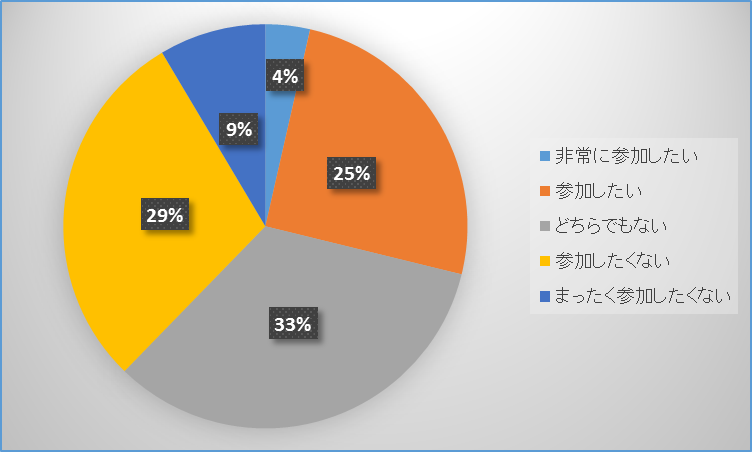 4%
25%
33%
29%
9%
非常に参加したい
参加したい
どちらでもない
参加したくない
まったく参加したくない